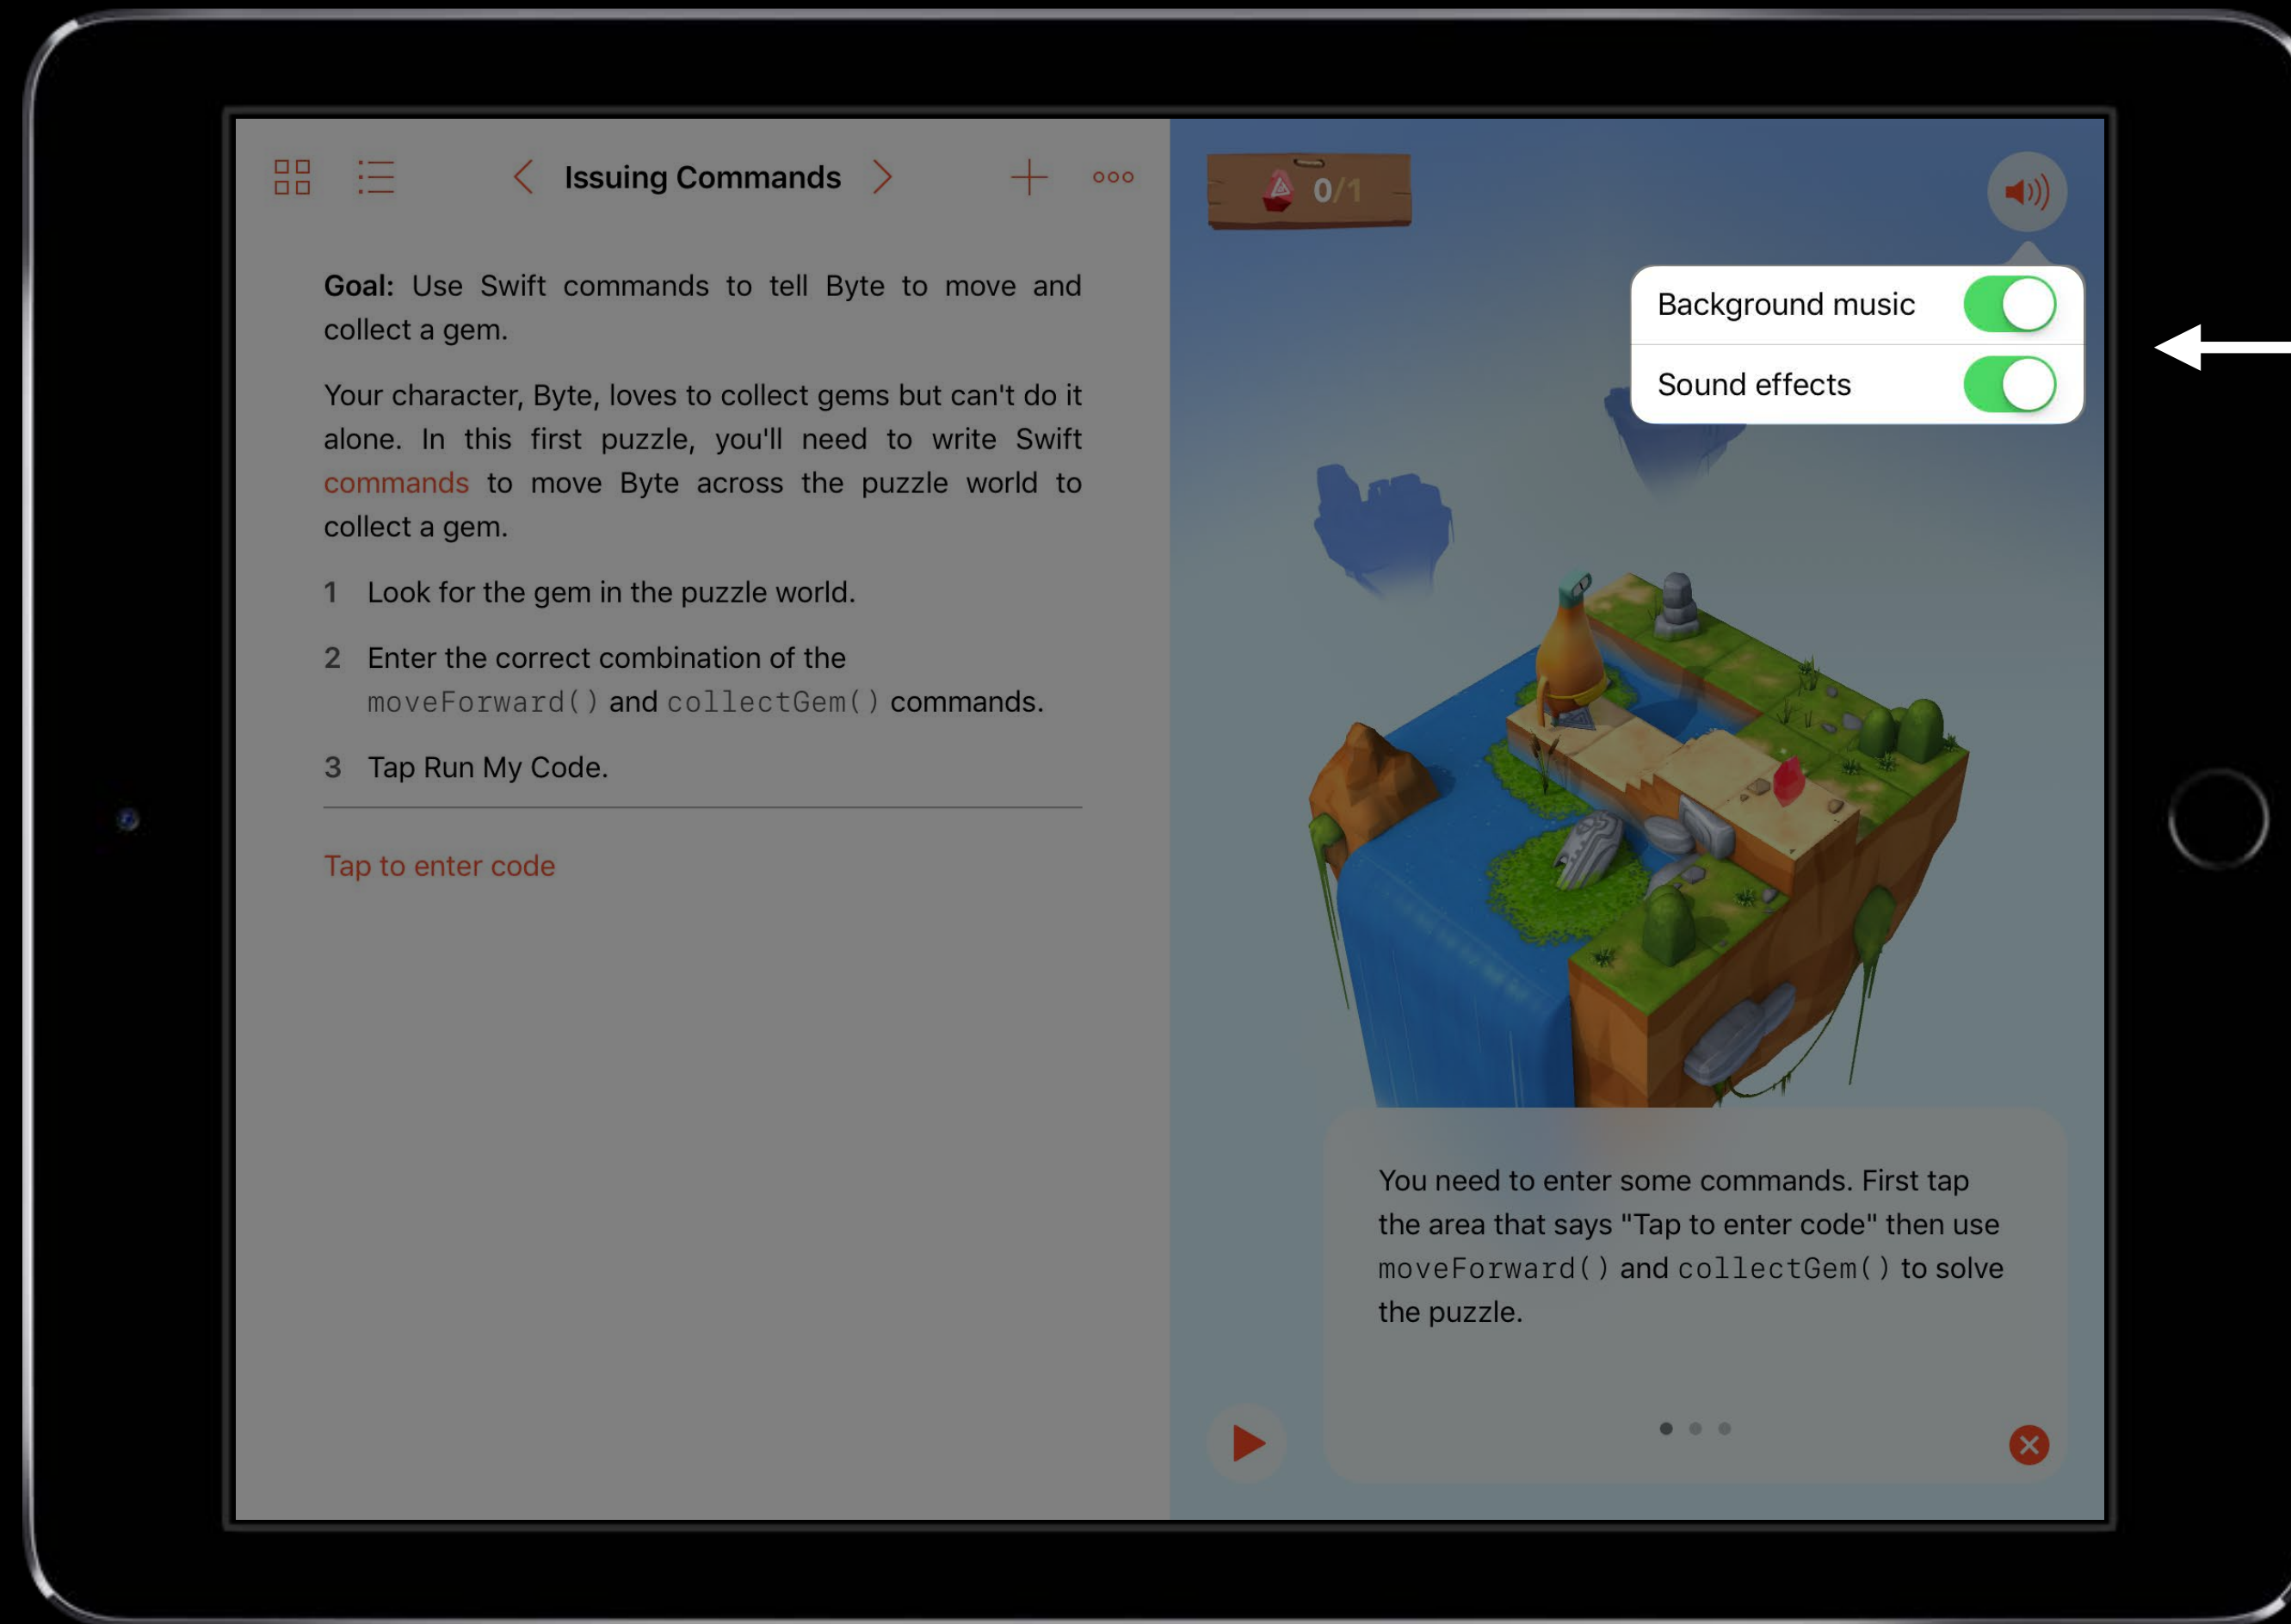 Issuing Commands
Goal: Use Swift commands to tell Byte to move and
collect a gem.
Your character, Byte, loves to collect gems but can't do it
alone. In this first puzzle, you'll need to write Swift
commands to move Byte across the puzzle world to
collect a gem.
1 Look for the gem in the puzzle world.
2 Enter the correct combination of the
moveForward() and collectGem() commands.
3 Tap Run My Code.
Tap to enter code
0/1
Background music
Sound effects
You need to enter some commands. First tap
the area that says "Tap to enter code" then use
moveForward() and collectGem() to solve
the puzzle.